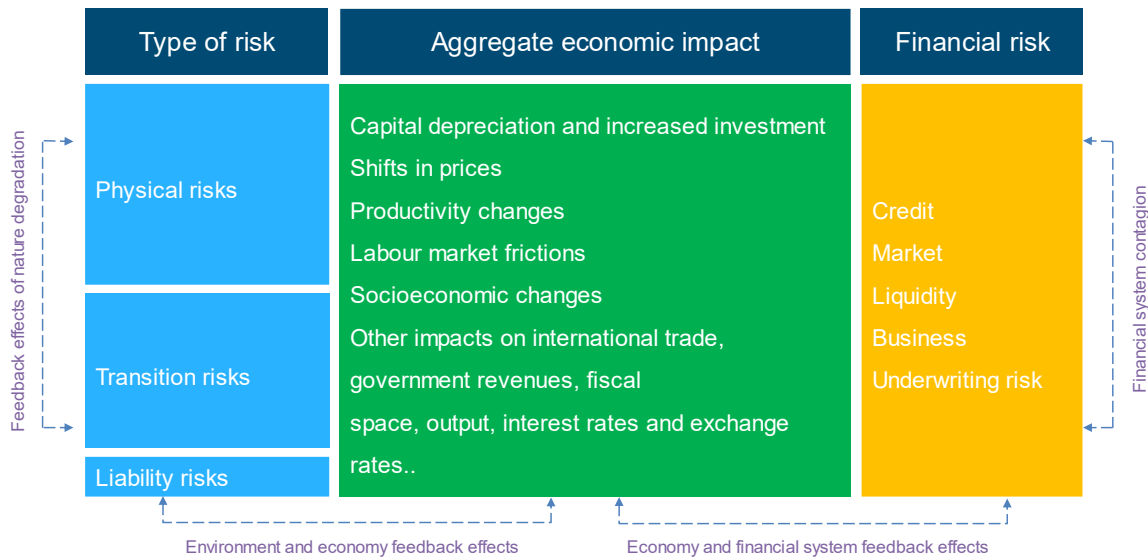 Type of risk
Aggregate economic impact
Financial risk
Feedback effects of nature degradation
Physical risks
Transition risks
Liability risks
Capital depreciation and increased investment
Shifts in prices
Productivity changes
Labour market frictions
Socioeconomic changes
Other impacts on international trade,
government revenues, fiscal
space, output, interest rates and exchange
rates..
Credit
Market
Liquidity
Business
Underwriting risk
Financial system contagion
Environment and economy feedback effects
Economy and financial system feedback effects